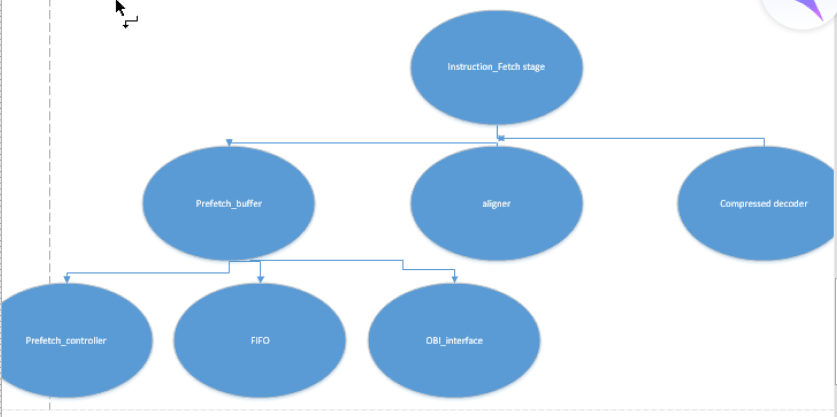 Instruction_Fetch stage
Prefetch_buffer
aligner
Compressed decoder
Prefetch_controller
FIFO
OBI_interface